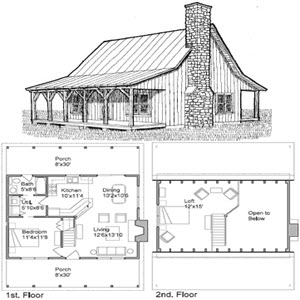 Porch
8'x30'
Bath
5'x8'6
Kitchen
10'x11'4
Dining
13'2x10'6
Util.
5'10x8'6
Bedroom
11'4x11'8
Living
12'6x13'10
Porch
8'x30'
1st. Floor
Loft
12'x15'
Open to
Below
2nd. Floor